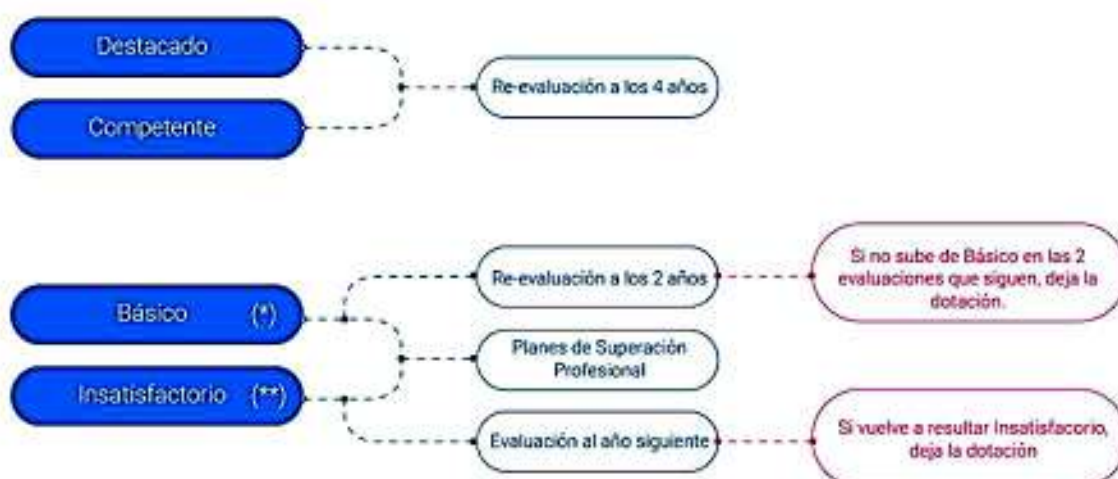 Destacado
Re-evaluación a los 4 años
Competente
Básico (*)
Re-evaluación a los 2 años
Si no sube de Básico en las 2
evaluaciones que siguen, deja la
dotación.
Planes de Superación
Profesional
Insatisfactorio (**)
Evaluación al año siguiente
Si vuelve a resultar Insatisfacorio,
deja la dotación